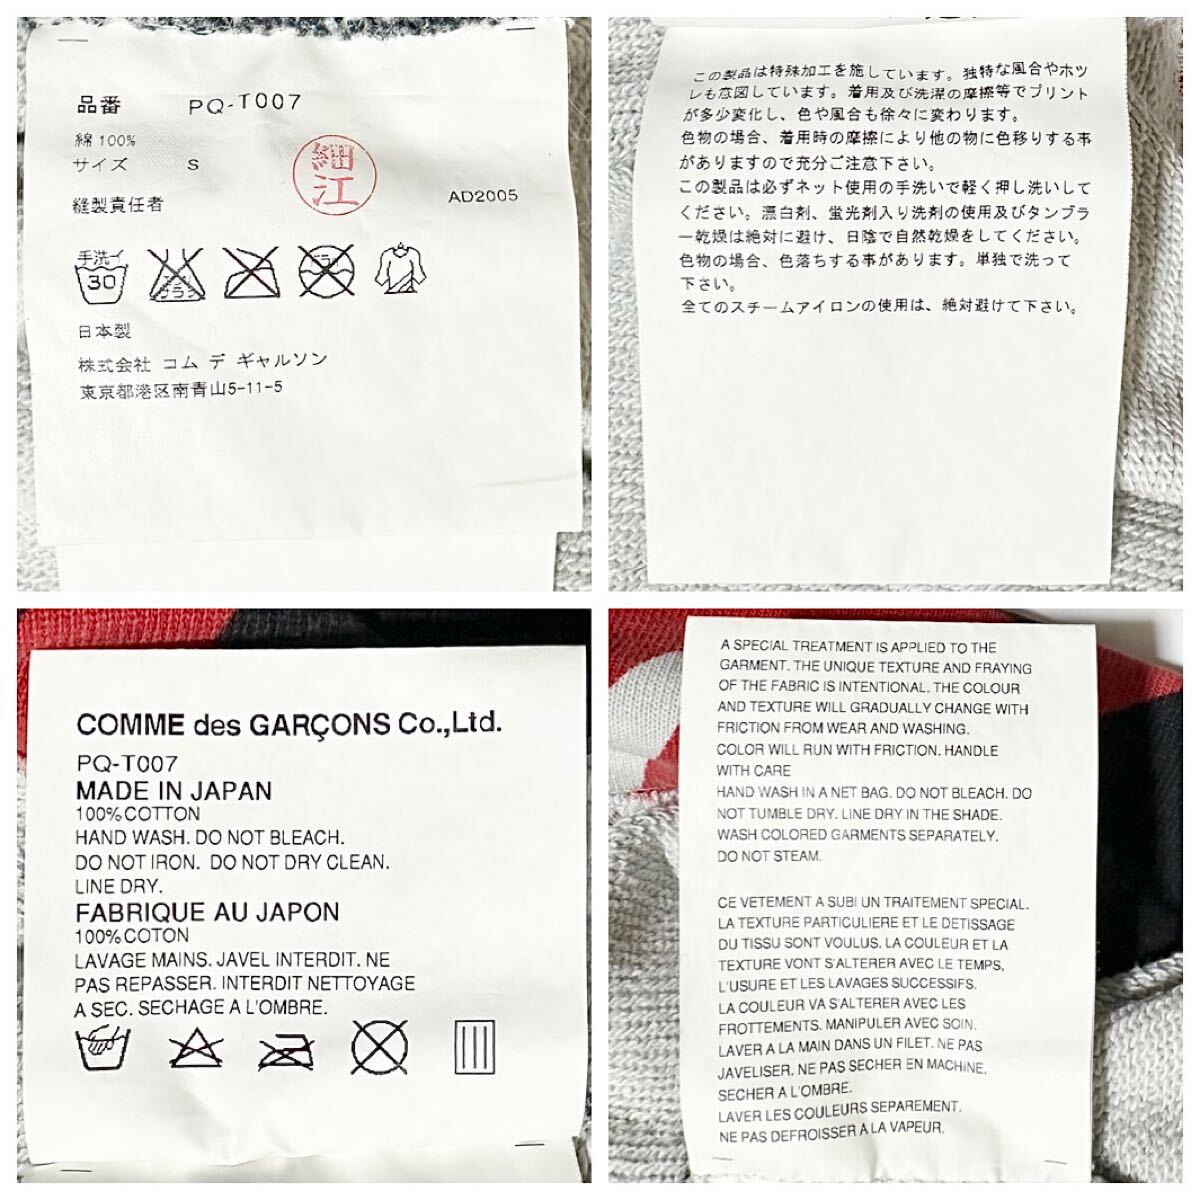 品番 PQ-T007
綿 100%
サイズ S
細江
AD2005
縫製責任者
手洗イ
30
日本製
株式会社 コム デ ギャルソン
東京都港区南青山5-11-5
この製品は特殊加工を施しています。独特な風合やホツ
レも意図しています。着用及び洗濯の摩擦等でプリント
が多少変化し、色や風合も徐々に変わります。
色物の場合、着用時の摩擦により他の物に色移りする事
がありますので充分ご注意下さい。
この製品は必ずネット使用の手洗いで軽く押し洗いして
ください。漂白剤、蛍光剤入り洗剤の使用及びタンブラ
ー乾燥は絶対に避け、日陰で自然乾燥をしてください。
色物の場合、色落ちする事があります。単独で洗って
下さい。
全てのスチームアイロンの使用は、絶対避けて下さい。
COMME des GARÇONS Co.,Ltd.
PQ-T007
MADE IN JAPAN
100% COTTON
HAND WASH. DO NOT BLEACH.
DO NOT IRON. DO NOT DRY CLEAN.
LINE DRY.
FABRIQUE AU JAPON
100% COTON
LAVAGE MAINS. JAVEL INTERDIT. NE
PAS REPASSER. INTERDIT NETTOYAGE
A SEC. SECHAGE A L'OMBRE.
A SPECIAL TREATMENT IS APPLIED TO THE
GARMENT. THE UNIQUE TEXTURE AND FRAYING
OF THE FABRIC IS INTENTIONAL. THE COLOUR
AND TEXTURE WILL GRADUALLY CHANGE WITH
FRICTION FROM WEAR AND WASHING.
COLOR WILL RUN WITH FRICTION. HANDLE
WITH CARE
HAND WASH IN A NET BAG. DO NOT BLEACH. DO
NOT TUMBLE DRY. LINE DRY IN THE SHADE.
WASH COLORED GARMENTS SEPARATELY.
DO NOT STEAM.
CE VETEMENT A SUBI UN TRAITEMENT SPECIAL.
LA TEXTURE PARTICULIERE ET LE DETISSAGE
DU TISSU SONT VOULUS. LA COULEUR ET LA
TEXTURE VONT S'ALTERER AVEC LE TEMPS,
L'USURE ET LES LAVAGES SUCCESSIFS.
LA COULEUR VA S'ALTERER AVEC LES
FROTTEMENTS. MANIPULER AVEC SOIN.
LAVER A LA MAIN DANS UN FILET. NE PAS
JAVELISER. NE PAS SECHER EN MACHINE.
SECHER A L'OMBRE.
LAVER LES COULEURS SEPAREMENT.
NE PAS DEFROISSER A LA VAPEUR.